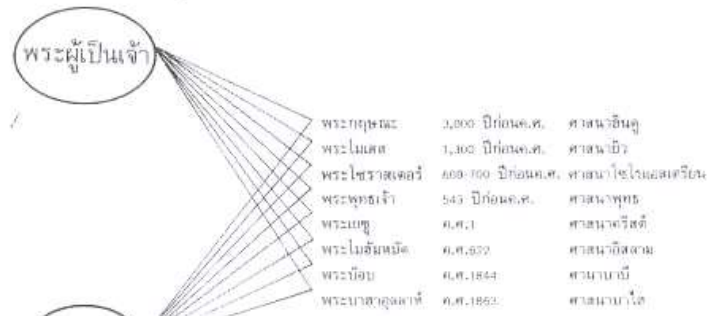 พระผู้เป็นเจ้า
พระกฤษณะ 3,000 ปีก่อนค.ศ. ศาสนาฮินดู
พระโมเสส 1,300 ปีก่อนค.ศ. ศาสนายิว
พระโซราสเตอร์ 600-700 ปีก่อนค.ศ. ศาสนาโซโรแอสเตรียน
พระพุทธเจ้า 543 ปีก่อนค.ศ. ศาสนาพุทธ
พระเยซู ค.ศ.1 ศาสนาคริสต์
พระโมฮัมหมัด ค.ศ.622 ศาสนาอิสลาม
พระบ๊อบ ค.ศ.1844 ศานาบาบี
พระบาฮาอุลลาห์ ค.ศ.1863 ศาสนาบาไฮ